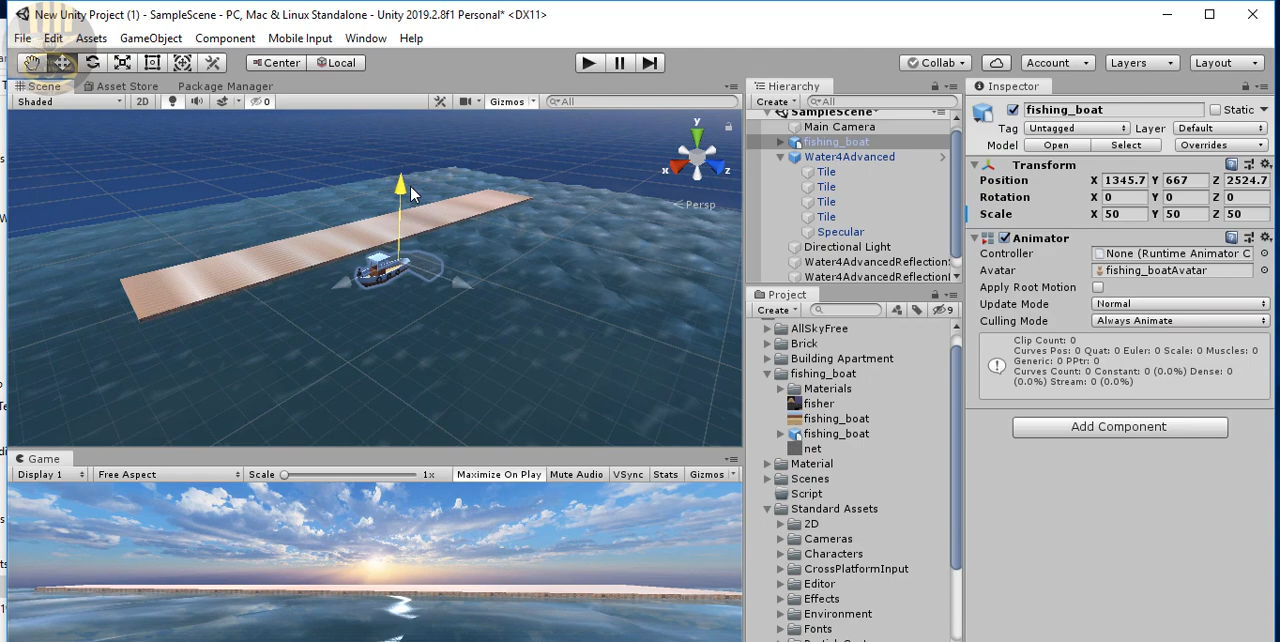 New Unity Project (1) - SampleScene - PC, Mac & Linux Standalone - Unity 2019.2.8f1 Personal* <DX11>
File Edit Assets GameObject Component Mobile Input Window Help
Center Local Collab Account Layers Layout
Scene Asset Store Package Manager
Shaded 2D 0 Gizmos All
y
x z
Persp
Game
Display 1 Free Aspect Scale 1x Maximize On Play Mute Audio VSync Stats Gizmos
Hierarchy
Create All
SampleScene*
Main Camera
fishing_boat
Water4Advanced
Tile
Tile
Tile
Tile
Specular
Directional Light
Water4AdvancedReflection
Water4AdvancedReflection
Project
Create 9
AllSkyFree
Brick
Building Apartment
fishing_boat
Materials
fisher
fishing_boat
fishing_boat
net
Material
Scenes
Script
Standard Assets
2D
Cameras
Characters
CrossPlatformInput
Editor
Effects
Environment
Fonts
Inspector
fishing_boat Static
Tag Untagged Layer Default
Model Open Select Overrides
Transform
Position X 1345.7 Y 667 Z 2524.7
Rotation X 0 Y 0 Z 0
Scale X 50 Y 50 Z 50
Animator
Controller None (Runtime Animator C
Avatar fishing_boatAvatar
Apply Root Motion
Update Mode Normal
Culling Mode Always Animate
Clip Count: 0
Curves Pos: 0 Quat: 0 Euler: 0 Scale: 0 Muscles: 0
Generic: 0 PPtr: 0
Curves Count: 0 Constant: 0 (0.0%) Dense: 0
(0.0%) Stream: 0 (0.0%)
Add Component